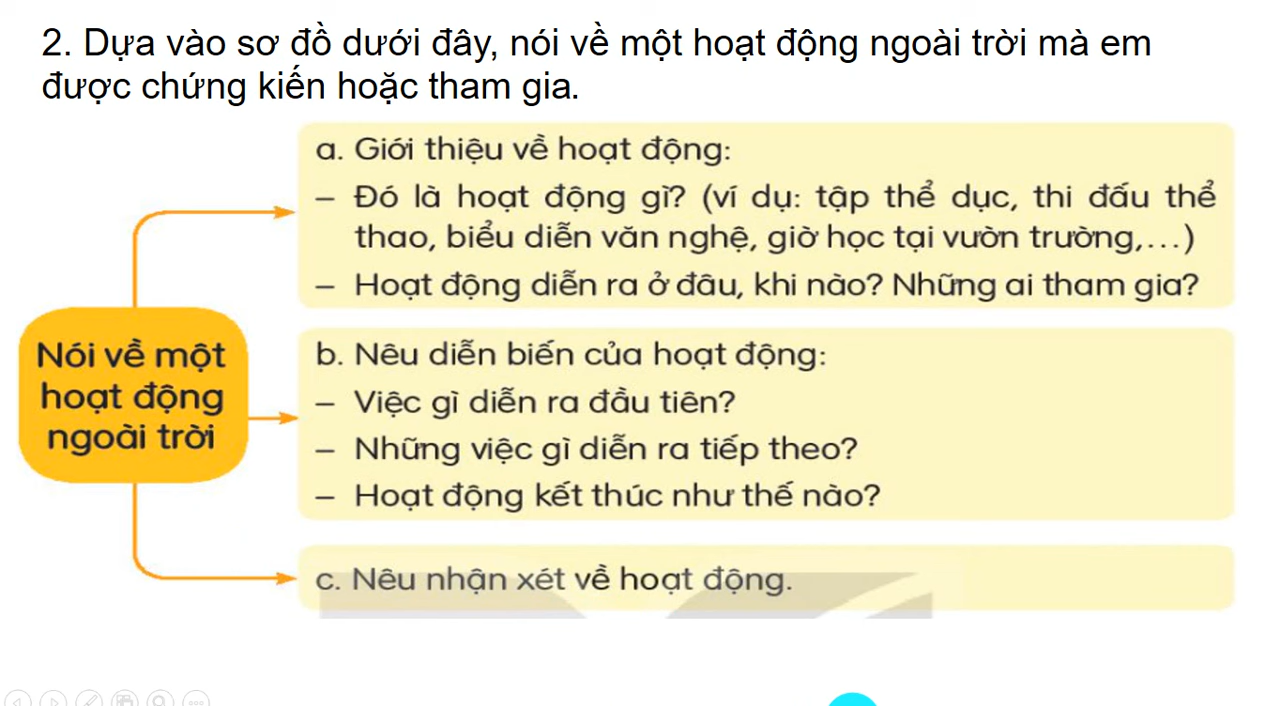 2. Dựa vào sơ đồ dưới đây, nói về một hoạt động ngoài trời mà em
được chứng kiến hoặc tham gia.
a. Giới thiệu về hoạt động:
– Đó là hoạt động gì? (ví dụ: tập thể dục, thi đấu thể
thao, biểu diễn văn nghệ, giờ học tại vườn trường,...)
– Hoạt động diễn ra ở đâu, khi nào? Những ai tham gia?
Nói về một
hoạt động
ngoài trời
b. Nêu diễn biến của hoạt động:
– Việc gì diễn ra đầu tiên?
– Những việc gì diễn ra tiếp theo?
– Hoạt động kết thúc như thế nào?
c. Nêu nhận xét về hoạt động.